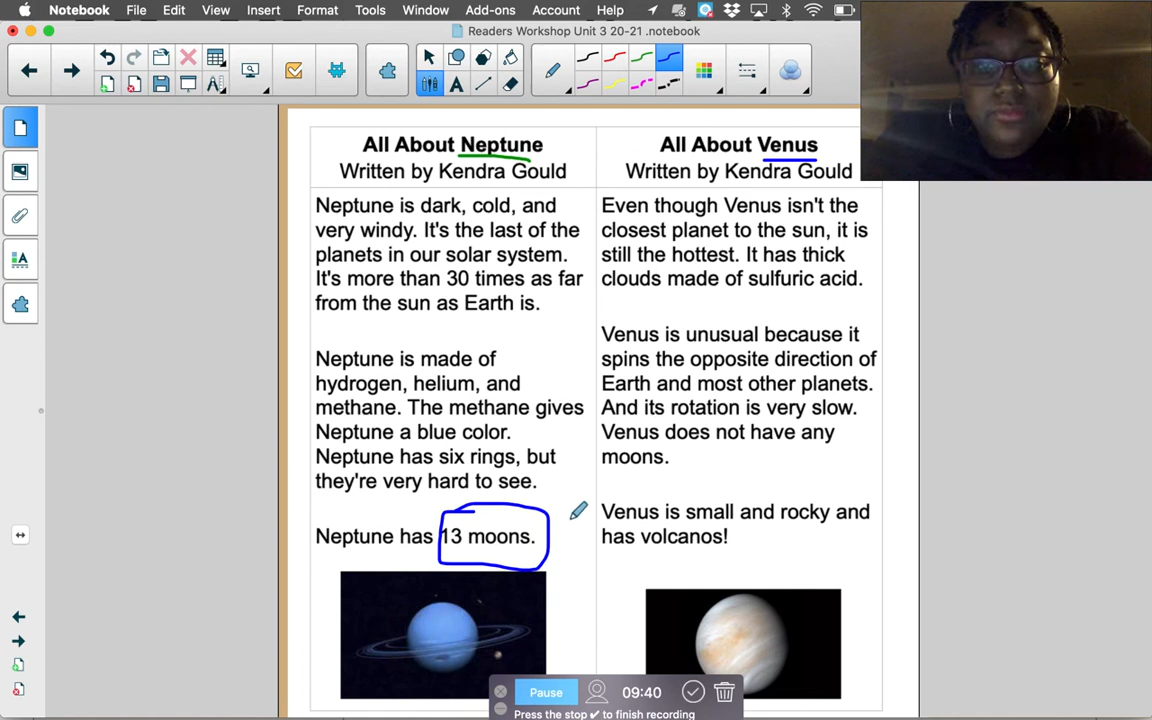 Notebook File Edit View Insert Format Tools Window Add-ons Account Help
Readers Workshop Unit 3 20-21 .notebook
All About Neptune
Written by Kendra Gould
Neptune is dark, cold, and
very windy. It's the last of the
planets in our solar system.
It's more than 30 times as far
from the sun as Earth is.
Neptune is made of
hydrogen, helium, and
methane. The methane gives
Neptune a blue color.
Neptune has six rings, but
they're very hard to see.
Neptune has 13 moons.
All About Venus
Written by Kendra Gould
Even though Venus isn't the
closest planet to the sun, it is
still the hottest. It has thick
clouds made of sulfuric acid.
Venus is unusual because it
spins the opposite direction of
Earth and most other planets.
And its rotation is very slow.
Venus does not have any
moons.
Venus is small and rocky and
has volcanos!
Pause 09:40
Press the stop ✔ to finish recording